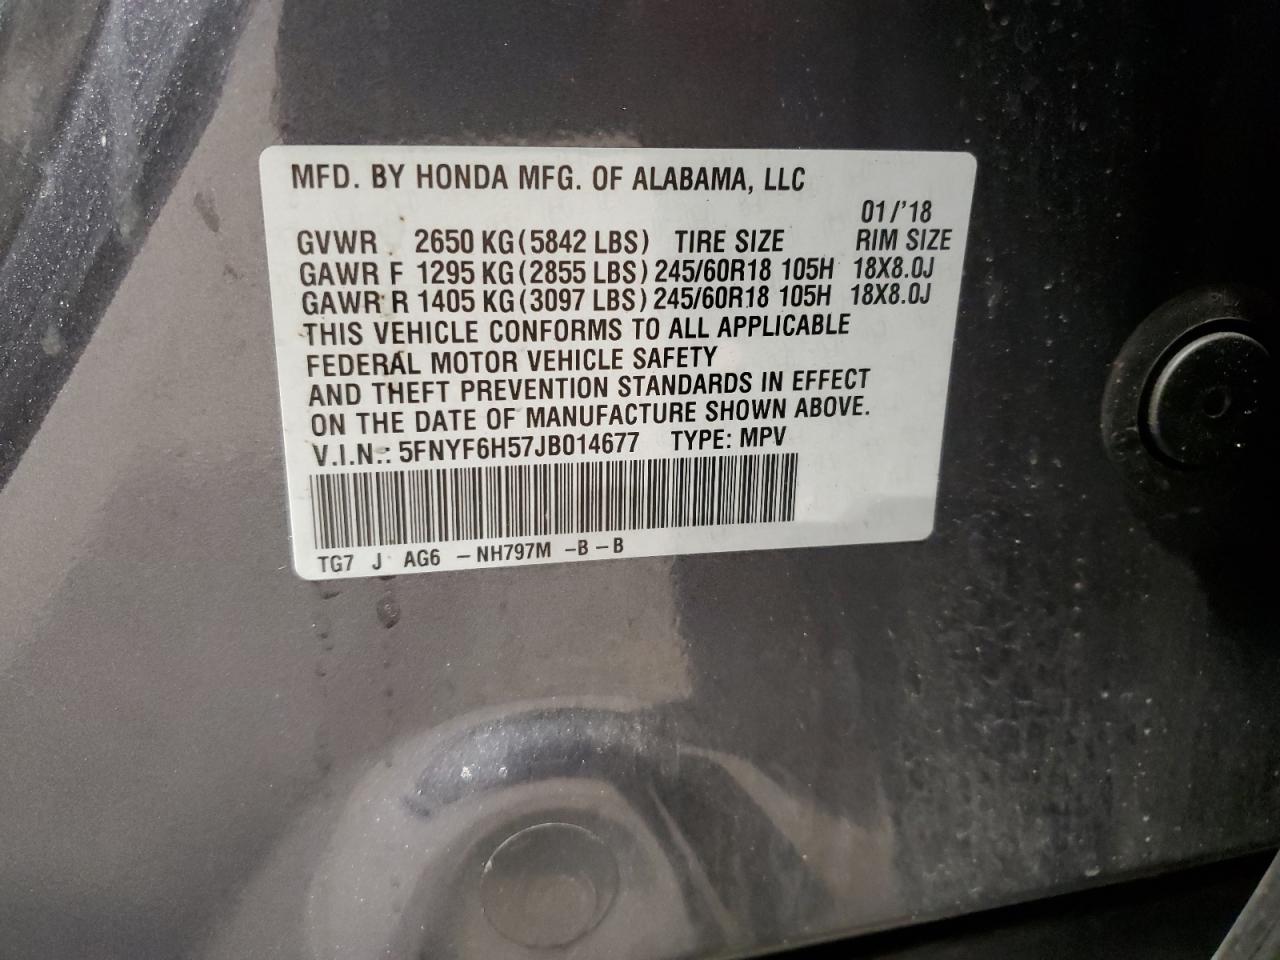 MFD. BY HONDA MFG. OF ALABAMA, LLC
01/'18
GVWR 2650 KG(5842 LBS) TIRE SIZE RIM SIZE
GAWR F 1295 KG(2855 LBS) 245/60R18 105H 18X8.0J
GAWR R 1405 KG(3097 LBS) 245/60R18 105H 18X8.0J
THIS VEHICLE CONFORMS TO ALL APPLICABLE
FEDERAL MOTOR VEHICLE SAFETY
AND THEFT PREVENTION STANDARDS IN EFFECT
ON THE DATE OF MANUFACTURE SHOWN ABOVE.
V.I.N.: 5FNYF6H57JB014677 TYPE: MPV
TG7 J AG6 -NH797M -B-B